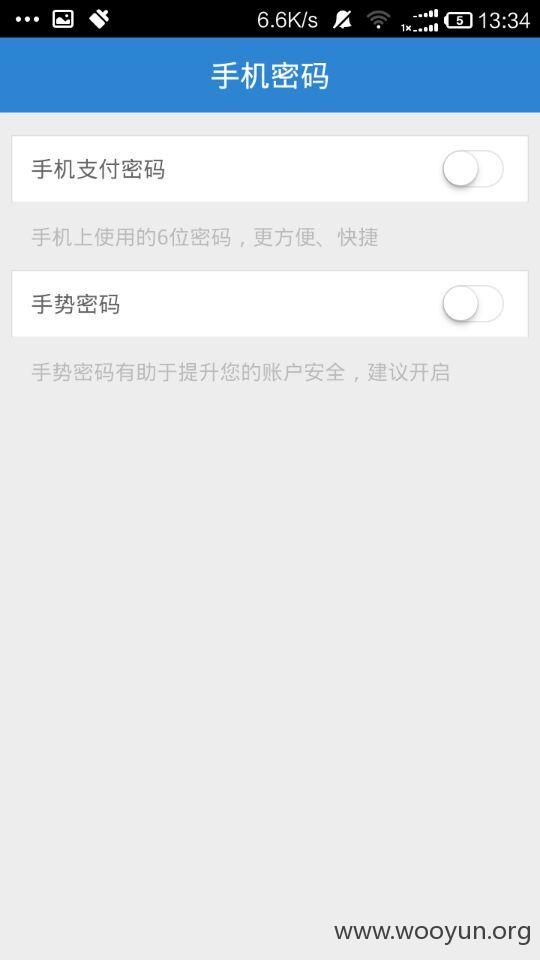 6.6K/s 1x 5 13:34
手机密码
手机支付密码
手机上使用的6位密码，更方便、快捷
手势密码
手势密码有助于提升您的账户安全，建议开启
www.wooyun.org